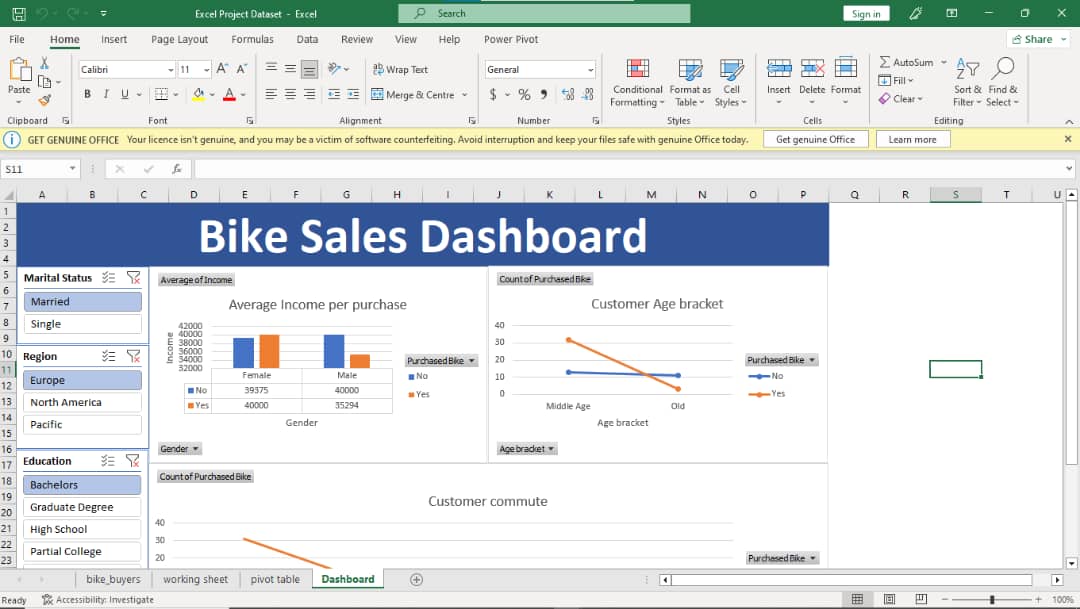 Excel Project Dataset - Excel
Search
Sign in
File Home Insert Page Layout Formulas Data Review View Help Power Pivot
Share
Paste
Calibri 11
B I U
A A
Wrap Text
Merge & Centre
General
$ %
Conditional Formatting
Format as Table
Cell Styles
Insert Delete Format
AutoSum
Fill
Clear
Sort & Filter
Find & Select
Clipboard Font Alignment Number Styles Cells Editing
GET GENUINE OFFICE Your licence isn't genuine, and you may be a victim of software counterfeiting. Avoid interruption and keep your files safe with genuine Office today. Get genuine Office Learn more
S11
fx
A B C D E F G H I J K L M N O P Q R S T U
1
2
3
4
5
6
7
8
9
10
11
12
13
14
15
16
17
18
19
20
21
22
23
Bike Sales Dashboard
Marital Status
Married
Single
Region
Europe
North America
Pacific
Education
Bachelors
Graduate Degree
High School
Partial College
Average of Income
Average Income per purchase
Income
42000
40000
38000
36000
34000
32000
Female Male
No 39375 40000
Yes 40000 35294
Gender
Purchased Bike
No
Yes
Gender
Count of Purchased Bike
Customer Age bracket
40
30
20
10
0
Middle Age Old
Age bracket
Purchased Bike
No
Yes
Age bracket
Count of Purchased Bike
Customer commute
40
30
20
Purchased Bike
bike_buyers working sheet pivot table Dashboard
Ready Accessibility: Investigate
100%